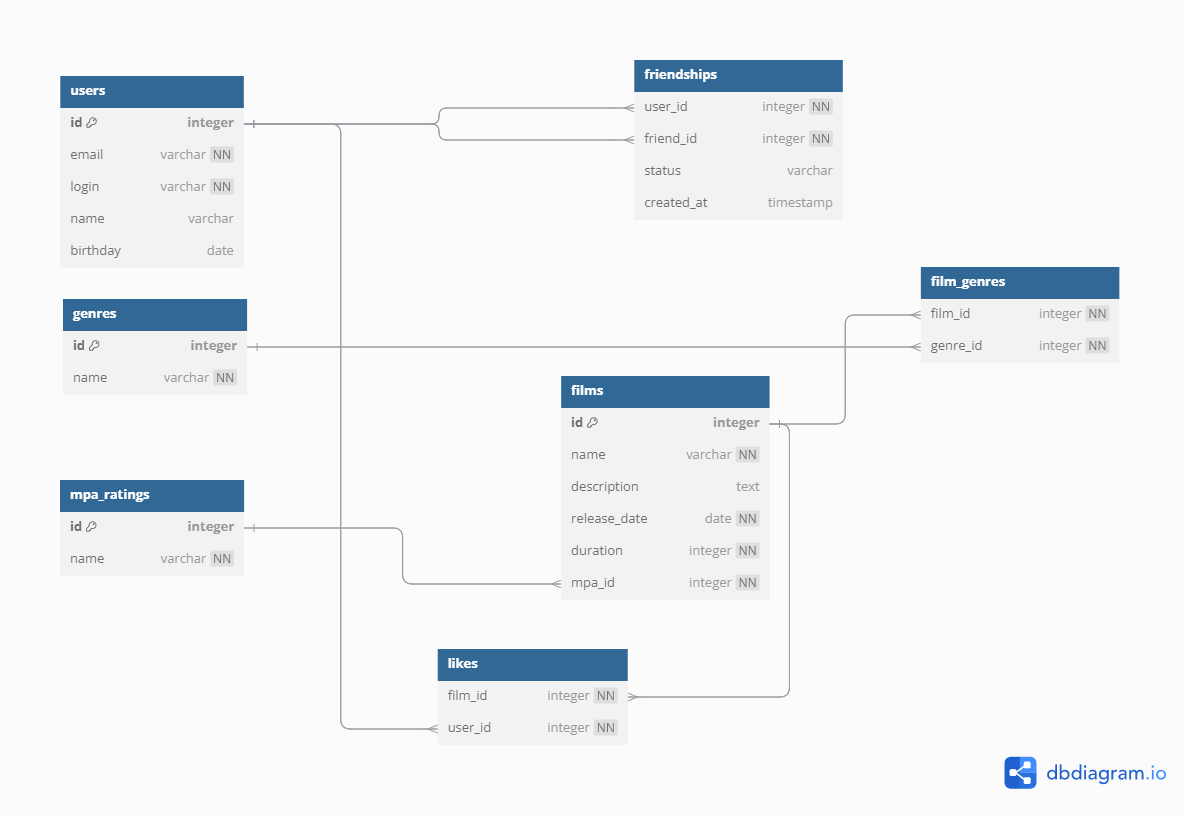 users
id integer
email varchar NN
login varchar NN
name varchar
birthday date
friendships
user_id integer NN
friend_id integer NN
status varchar
created_at timestamp
genres
id integer
name varchar NN
film_genres
film_id integer NN
genre_id integer NN
films
id integer
name varchar NN
description text
release_date date NN
duration integer NN
mpa_id integer NN
mpa_ratings
id integer
name varchar NN
likes
film_id integer NN
user_id integer NN
dbdiagram.io